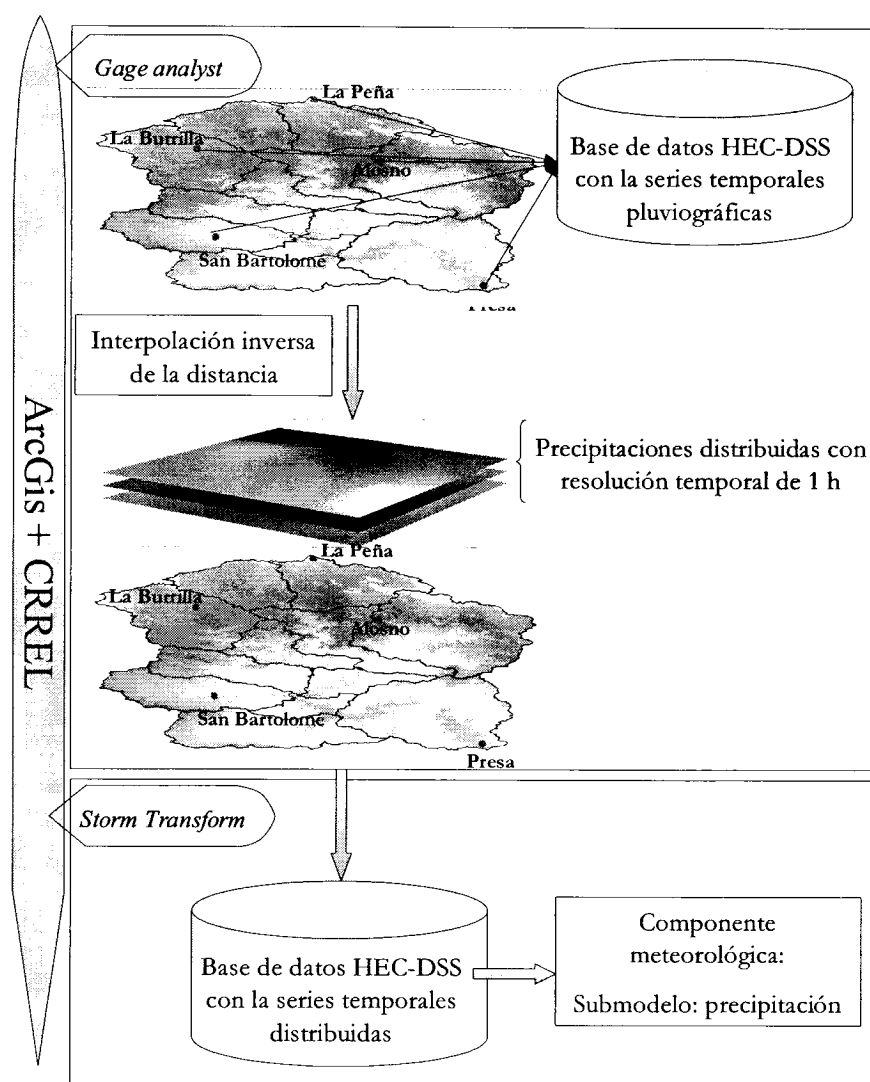 Gage analyst
La Peña
La Butrilla
Alosno
San Bartolomé
Presa
Base de datos HEC-DSS
con la series temporales
pluviográficas
Interpolación inversa
de la distancia
Precipitaciones distribuidas con
resolución temporal de 1 h
ArcGis + CRREL
La Peña
La Butrilla
Alosno
San Bartolomé
Presa
Storm Transform
Base de datos HEC-DSS
con la series temporales
distribuidas
Componente
meteorológica:
Submodelo: precipitación